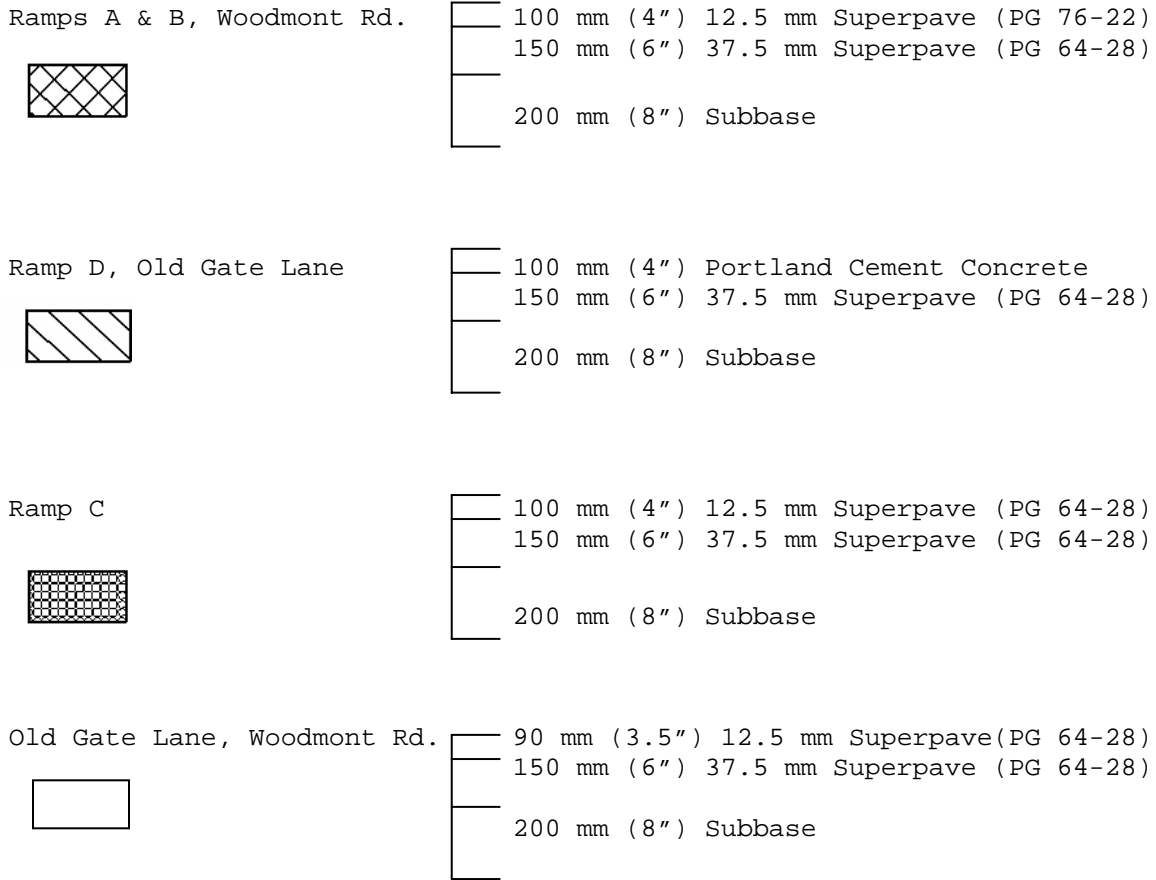 Ramps A & B, Woodmont Rd.
100 mm (4″) 12.5 mm Superpave (PG 76-22)
150 mm (6″) 37.5 mm Superpave (PG 64-28)
200 mm (8″) Subbase
Ramp D, Old Gate Lane
100 mm (4″) Portland Cement Concrete
150 mm (6″) 37.5 mm Superpave (PG 64-28)
200 mm (8″) Subbase
Ramp C
100 mm (4″) 12.5 mm Superpave (PG 64-28)
150 mm (6″) 37.5 mm Superpave (PG 64-28)
200 mm (8″) Subbase
Old Gate Lane, Woodmont Rd.
90 mm (3.5″) 12.5 mm Superpave(PG 64-28)
150 mm (6″) 37.5 mm Superpave (PG 64-28)
200 mm (8″) Subbase